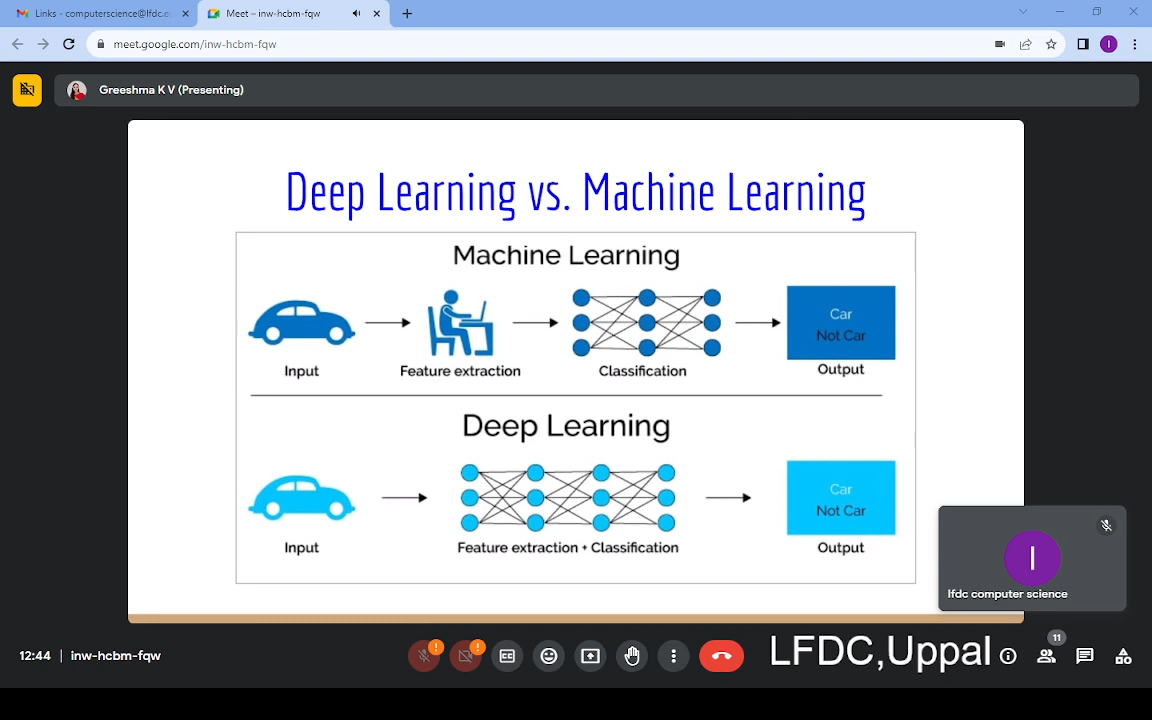 Links - computerscience@lfdc.e
Meet – inw-hcbm-fqw
meet.google.com/inw-hcbm-fqw
I
Greeshma K V (Presenting)
Deep Learning vs. Machine Learning
Machine Learning
Car
Not Car
Input
Feature extraction
Classification
Output
Deep Learning
Car
Not Car
Input
Feature extraction + Classification
Output
I
lfdc computer science
12:44 | inw-hcbm-fqw
CC
LFDC,Uppal
11